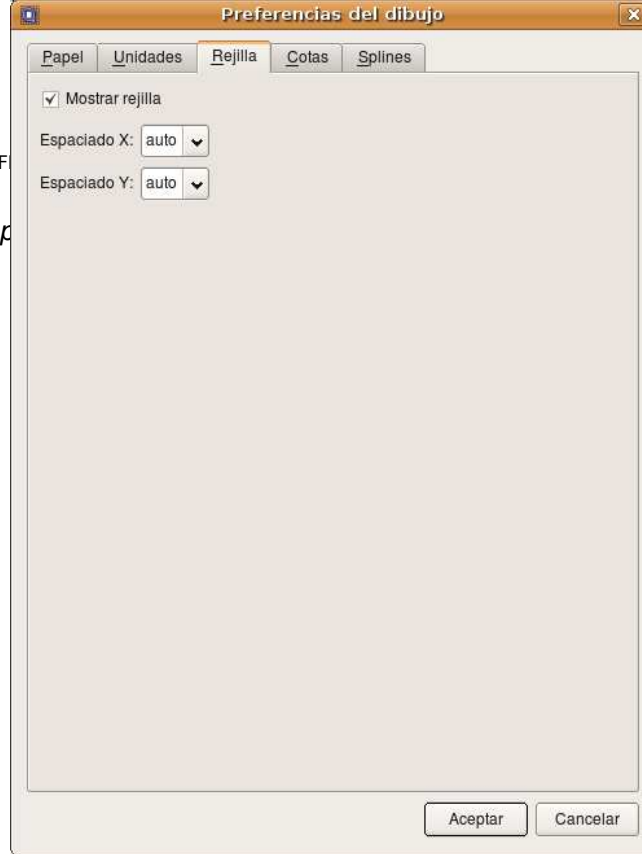 Preferencias del dibujo
Papel Unidades Rejilla Cotas Splines
Mostrar rejilla
Espaciado X: auto
Espaciado Y: auto
Aceptar Cancelar